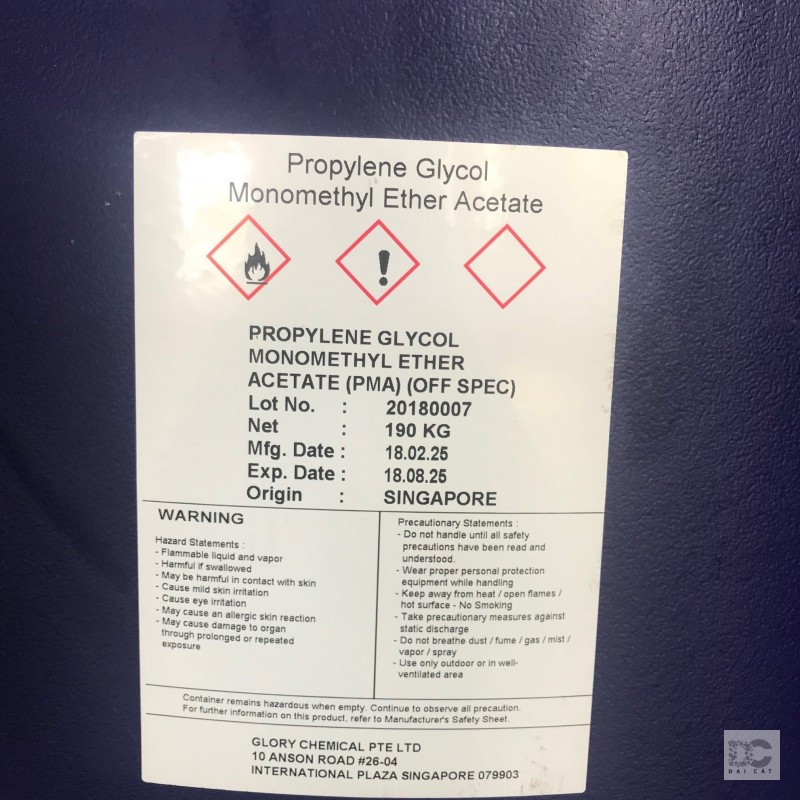 Propylene Glycol
Monomethyl Ether Acetate
PROPYLENE GLYCOL
MONOMETHYL ETHER
ACETATE (PMA) (OFF SPEC)
Lot No. : 20180007
Net : 190 KG
Mfg. Date : 18.02.25
Exp. Date : 18.08.25
Origin : SINGAPORE
WARNING
Hazard Statements :
- Flammable liquid and vapor
- Harmful if swallowed
- May be harmful in contact with skin
- Cause mild skin irritation
- Cause eye irritation
- May cause an allergic skin reaction
- May cause damage to organ
through prolonged or repeated
exposure
Precautionary Statements :
- Do not handle until all safety
precautions have been read and
understood.
- Wear proper personal protection
equipment while handling
- Keep away from heat / open flames /
hot surface - No Smoking
- Take precautionary measures against
static discharge
- Do not breathe dust / fume / gas / mist /
vapor / spray
- Use only outdoor or in well-
ventilated area
Container remains hazardous when empty. Continue to observe all precaution.
For further information on this product, refer to Manufacturer's Safety Sheet.
GLORY CHEMICAL PTE LTD
10 ANSON ROAD #26-04
INTERNATIONAL PLAZA SINGAPORE 079903
DC
DAI CAT